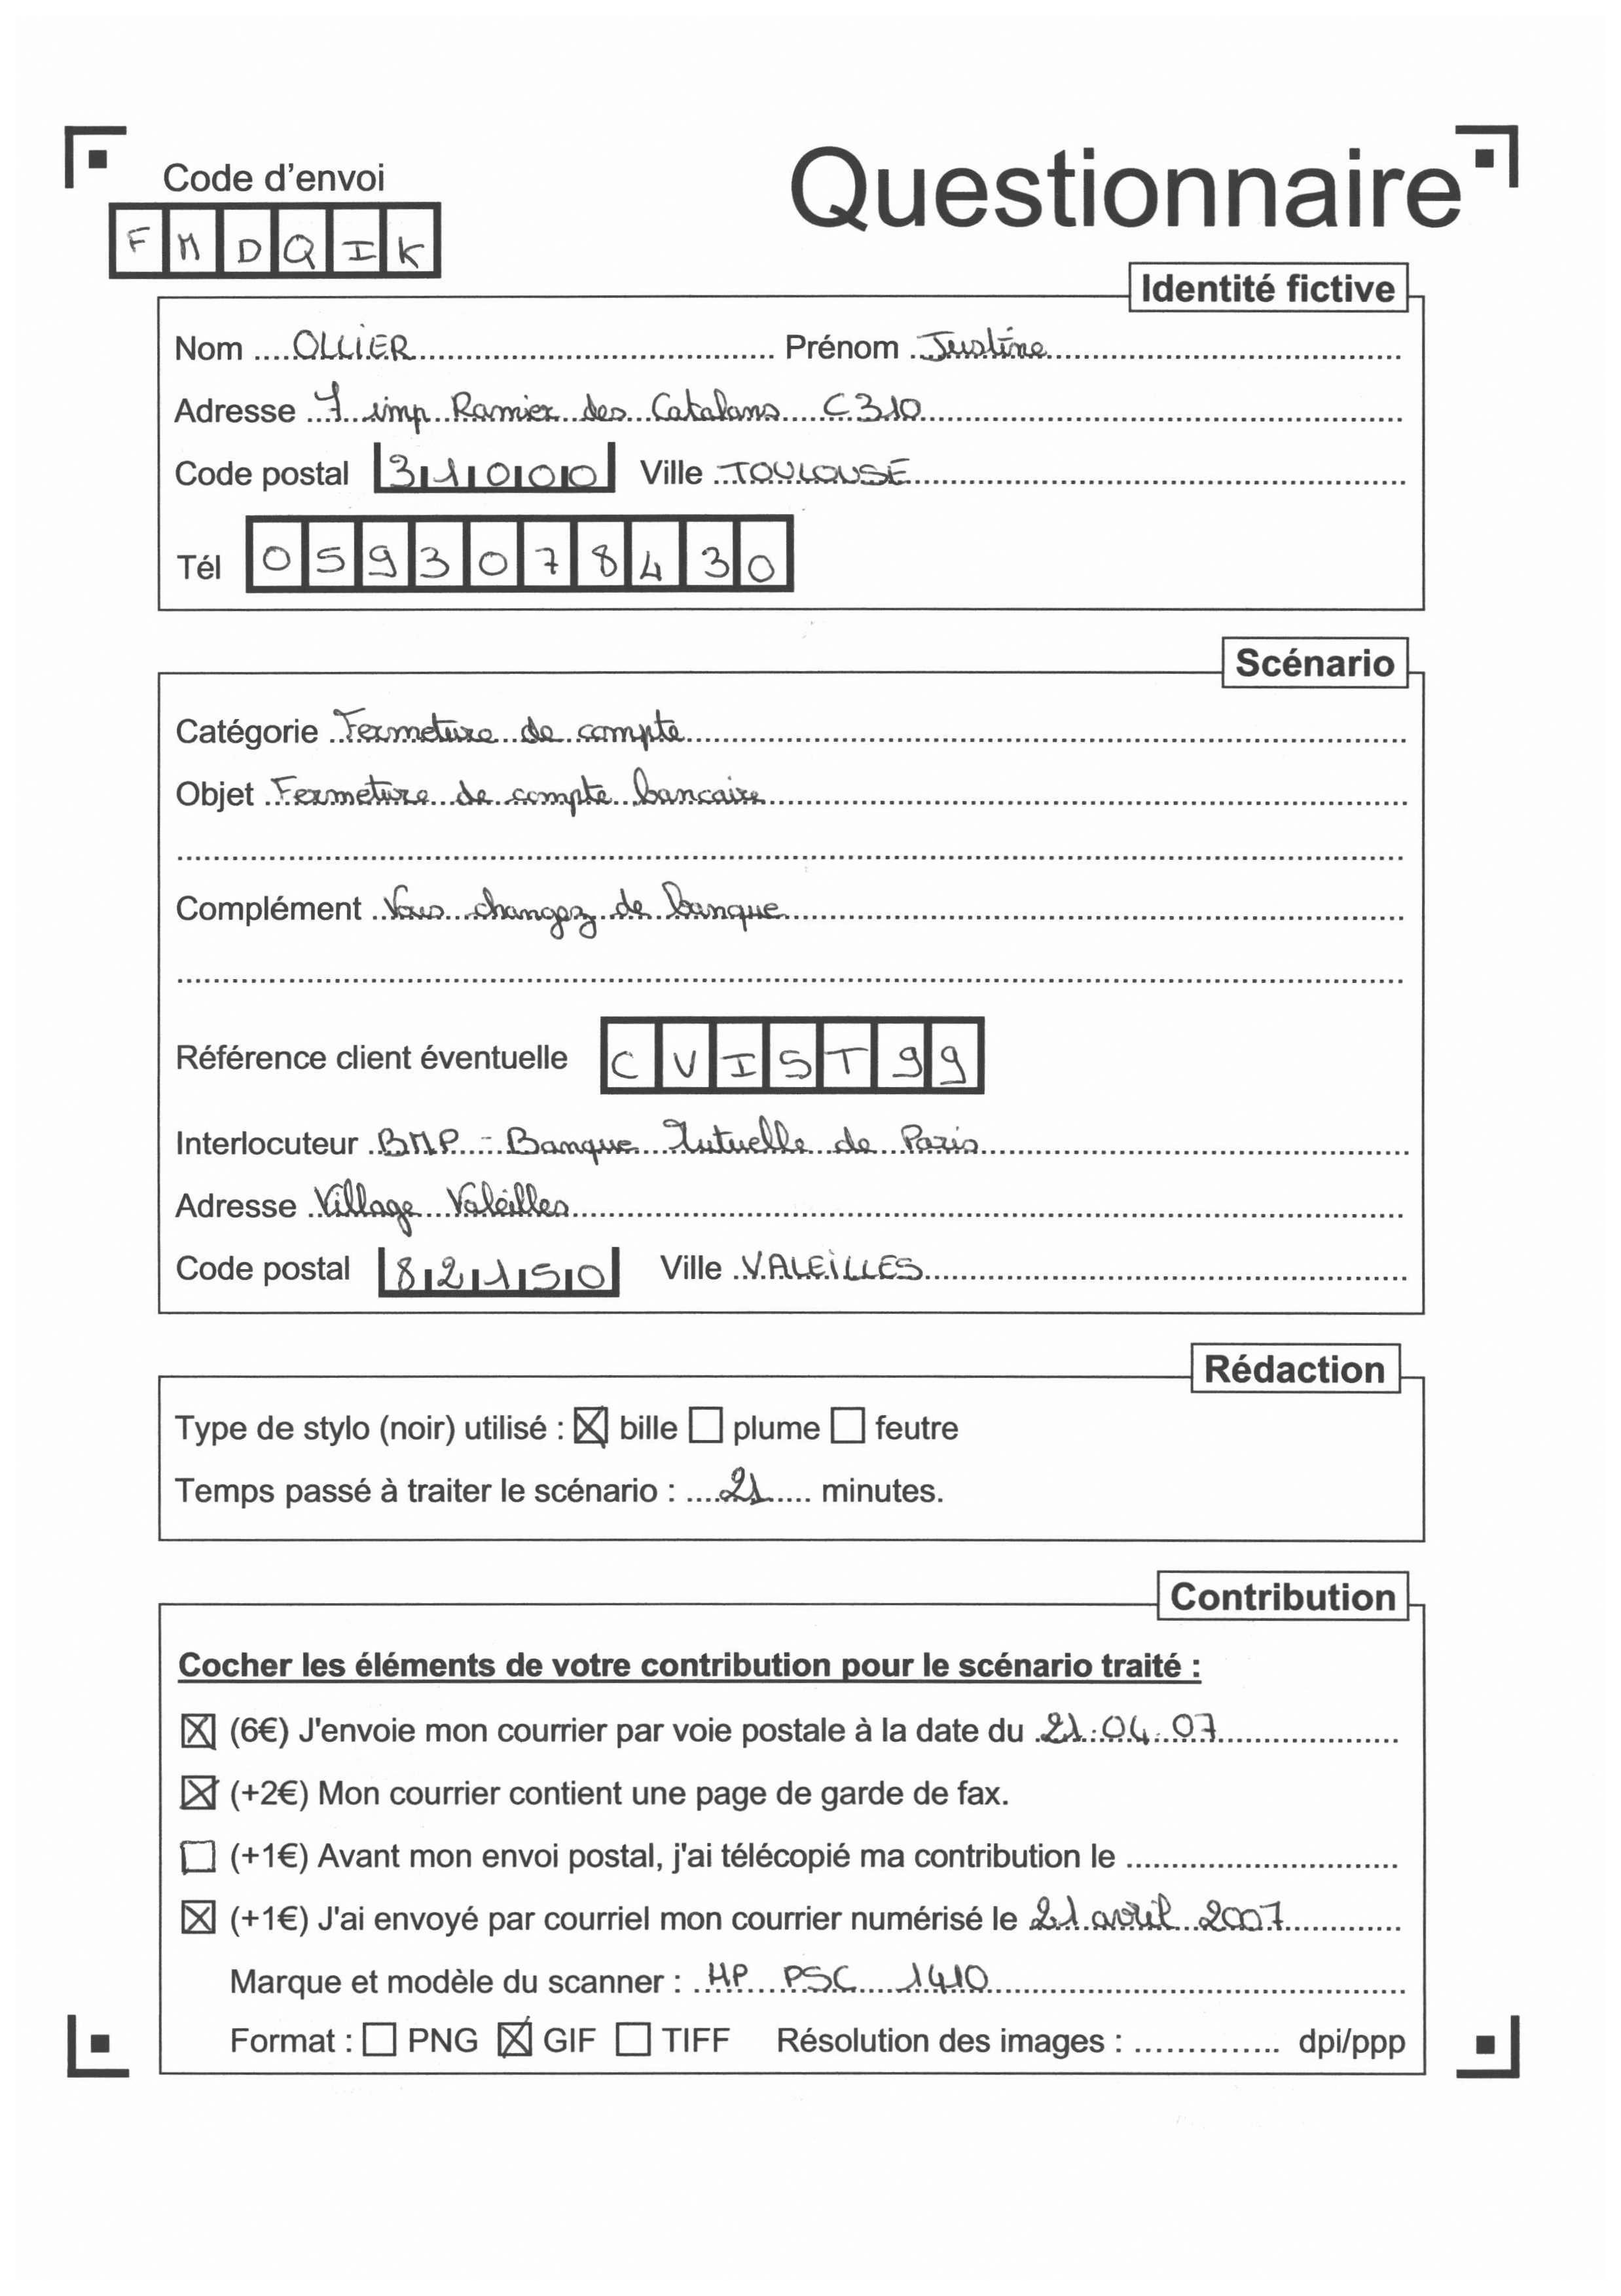 Code d'envoi
Questionnaire
FMDQIK
Identité fictive
Nom OLLIER Prénom Justine
Adresse 7 imp Ramier des Catalans C310
Code postal 31000 Ville TOULOUSE
Tél 0593078430
Scénario
Catégorie Fermeture de compte
Objet Fermeture de compte bancaire
Complément Vous changez de banque
Référence client éventuelle CVIST99
Interlocuteur BMP - Banque Mutuelle de Paris
Adresse Village Valeilles
Code postal 82150 Ville VALEILLES
Rédaction
Type de stylo (noir) utilisé : ☒ bille ☐ plume ☐ feutre
Temps passé à traiter le scénario : 21 minutes.
Contribution
Cocher les éléments de votre contribution pour le scénario traité :
☒ (6€) J'envoie mon courrier par voie postale à la date du 21.04.07
☒ (+2€) Mon courrier contient une page de garde de fax.
☐ (+1€) Avant mon envoi postal, j'ai télécopié ma contribution le
☒ (+1€) J'ai envoyé par courriel mon courrier numérisé le 21 avril 2007
Marque et modèle du scanner : HP PSC 1410
Format : ☐ PNG ☒ GIF ☐ TIFF Résolution des images : dpi/ppp